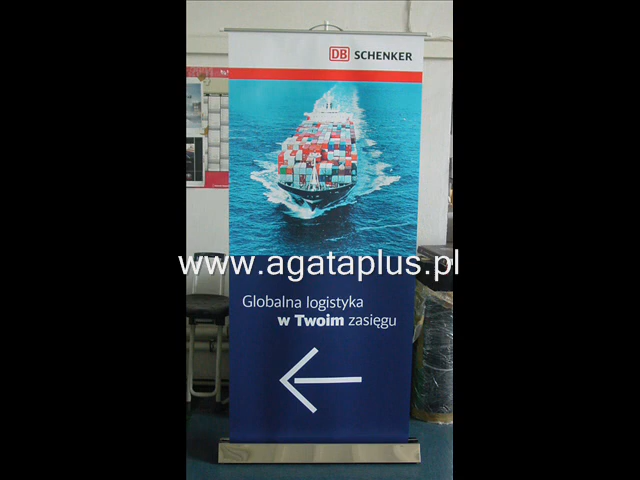 DB SCHENKER
www.agataplus.pl
Globalna logistyka
w Twoim zasięgu